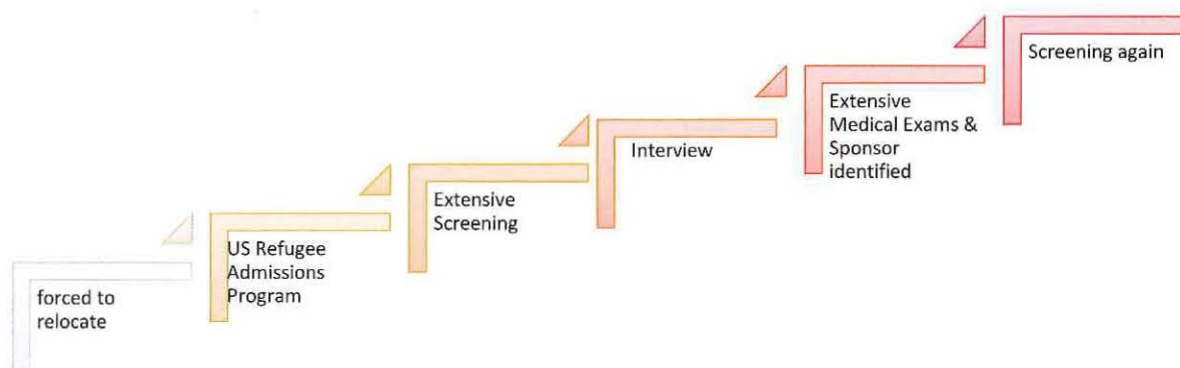 forced to
relocate
US Refugee
Admissions
Program
Extensive
Screening
Interview
Extensive
Medical Exams &
Sponsor
identified
Screening again